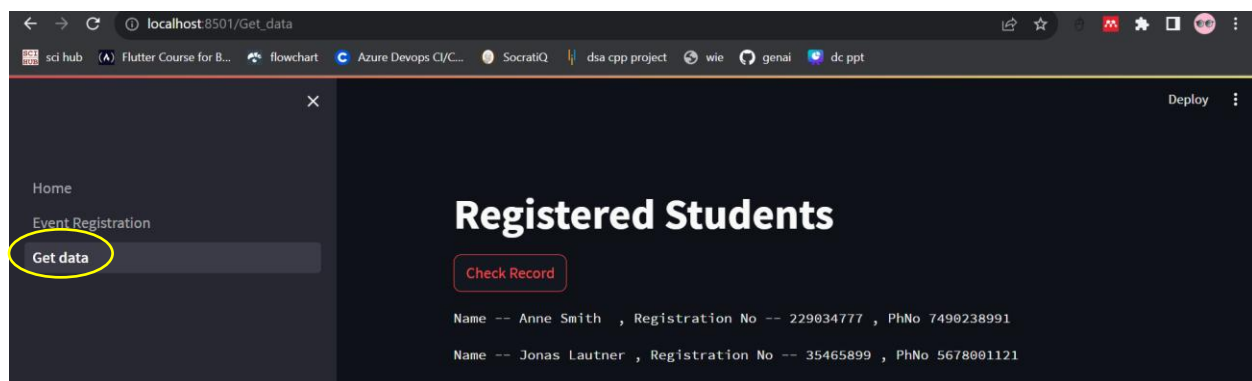 localhost:8501/Get_data
SCI HUB sci hub Flutter Course for B... flowchart Azure Devops CI/C... SocratiQ dsa cpp project wie genai dc ppt
Deploy
Home
Event Registration
Get data
Registered Students
Check Record
Name -- Anne Smith , Registration No -- 229034777 , PhNo 7490238991
Name -- Jonas Lautner , Registration No -- 35465899 , PhNo 5678001121